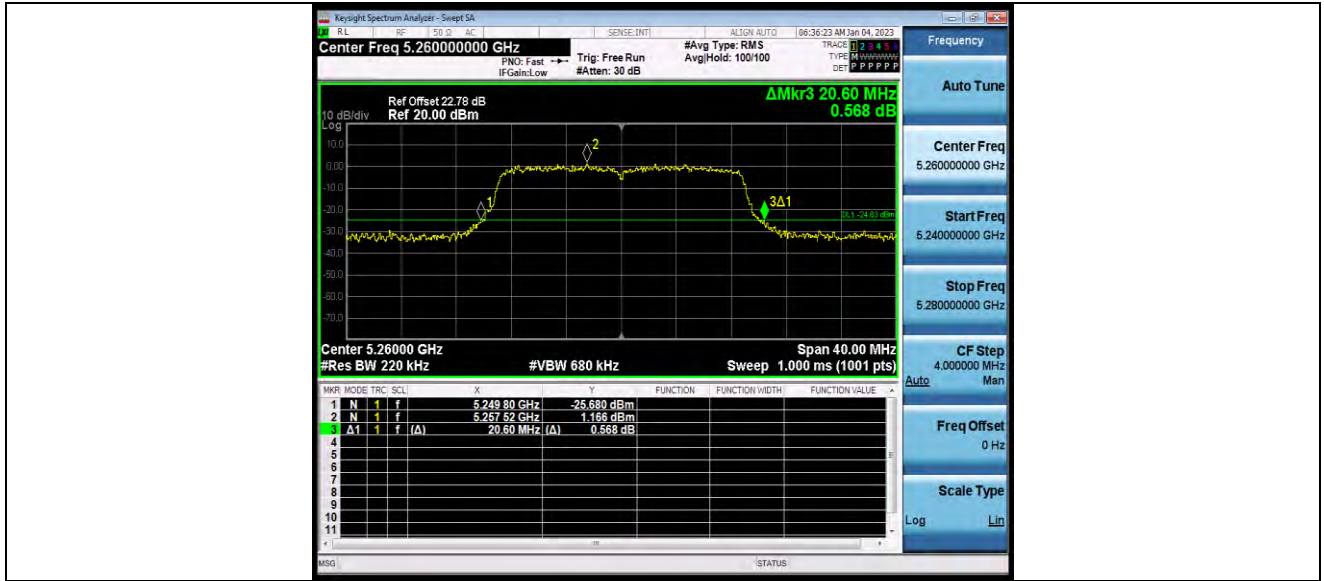 Keysight Spectrum Analyzer - Swept SA
RL RF 50 Ω AC SENSE:INT ALIGN AUTO 06:36:23 AM Jan 04, 2023
Center Freq 5.260000000 GHz
PNO: Fast
IFGain:Low
Trig: Free Run
#Atten: 30 dB
#Avg Type: RMS
Avg|Hold: 100/100
TRACE 1 2 3 4 5 6
TYPE M WWWWW
DET P P P P P P
ΔMkr3 20.60 MHz
0.568 dB
Ref Offset 22.78 dB
10 dB/div Ref 20.00 dBm
Log
10.0
0.00
-10.0
-20.0
-30.0
-40.0
-50.0
-60.0
-70.0
2
1
3Δ1
DL1 -24.83 dBm
Center 5.26000 GHz Span 40.00 MHz
#Res BW 220 kHz #VBW 680 kHz Sweep 1.000 ms (1001 pts)
MKR MODE TRC SCL X Y FUNCTION FUNCTION WIDTH FUNCTION VALUE
1 N 1 f 5.249 80 GHz -25.680 dBm
2 N 1 f 5.257 52 GHz 1.166 dBm
3 Δ1 1 f (Δ) 20.60 MHz (Δ) 0.568 dB
4
5
6
7
8
9
10
11
MSG STATUS
Frequency
Auto Tune
Center Freq
5.260000000 GHz
Start Freq
5.240000000 GHz
Stop Freq
5.280000000 GHz
CF Step
4.000000 MHz
Auto Man
Freq Offset
0 Hz
Scale Type
Log Lin